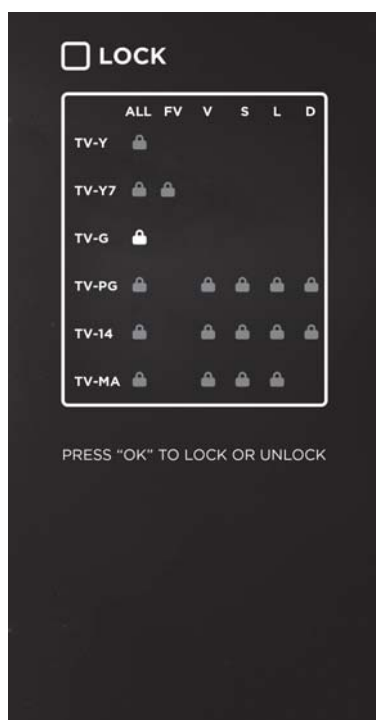 LOCK
ALL FV V S L D
TV-Y
TV-Y7
TV-G
TV-PG
TV-14
TV-MA
PRESS “OK” TO LOCK OR UNLOCK